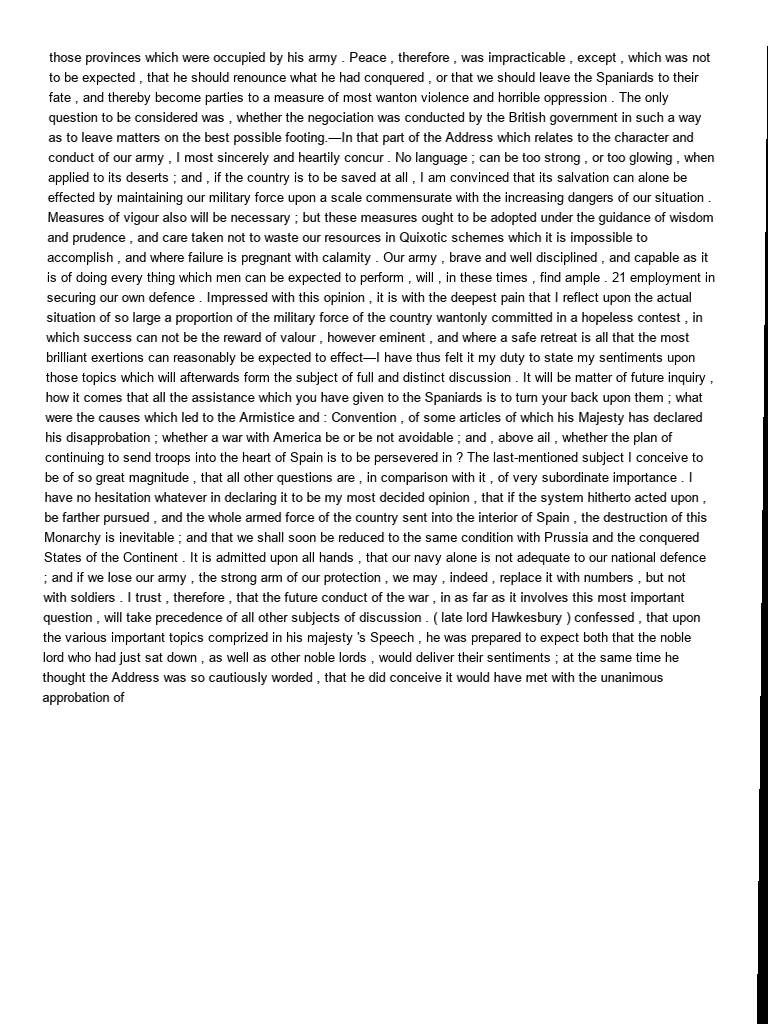 those provinces which were occupied by his army . Peace , therefore , was impracticable , except , which was not
to be expected , that he should renounce what he had conquered , or that we should leave the Spaniards to their
fate , and thereby become parties to a measure of most wanton violence and horrible oppression . The only
question to be considered was , whether the negociation was conducted by the British government in such a way
as to leave matters on the best possible footing.—In that part of the Address which relates to the character and
conduct of our army , I most sincerely and heartily concur . No language ; can be too strong , or too glowing , when
applied to its deserts ; and , if the country is to be saved at all , I am convinced that its salvation can alone be
effected by maintaining our military force upon a scale commensurate with the increasing dangers of our situation .
Measures of vigour also will be necessary ; but these measures ought to be adopted under the guidance of wisdom
and prudence , and care taken not to waste our resources in Quixotic schemes which it is impossible to
accomplish , and where failure is pregnant with calamity . Our army , brave and well disciplined , and capable as it
is of doing every thing which men can be expected to perform , will , in these times , find ample . 21 employment in
securing our own defence . Impressed with this opinion , it is with the deepest pain that I reflect upon the actual
situation of so large a proportion of the military force of the country wantonly committed in a hopeless contest , in
which success can not be the reward of valour , however eminent , and where a safe retreat is all that the most
brilliant exertions can reasonably be expected to effect—I have thus felt it my duty to state my sentiments upon
those topics which will afterwards form the subject of full and distinct discussion . It will be matter of future inquiry ,
how it comes that all the assistance which you have given to the Spaniards is to turn your back upon them ; what
were the causes which led to the Armistice and : Convention , of some articles of which his Majesty has declared
his disapprobation ; whether a war with America be or be not avoidable ; and , above ail , whether the plan of
continuing to send troops into the heart of Spain is to be persevered in ? The last-mentioned subject I conceive to
be of so great magnitude , that all other questions are , in comparison with it , of very subordinate importance . I
have no hesitation whatever in declaring it to be my most decided opinion , that if the system hitherto acted upon ,
be farther pursued , and the whole armed force of the country sent into the interior of Spain , the destruction of this
Monarchy is inevitable ; and that we shall soon be reduced to the same condition with Prussia and the conquered
States of the Continent . It is admitted upon all hands , that our navy alone is not adequate to our national defence
; and if we lose our army , the strong arm of our protection , we may , indeed , replace it with numbers , but not
with soldiers . I trust , therefore , that the future conduct of the war , in as far as it involves this most important
question , will take precedence of all other subjects of discussion . ( late lord Hawkesbury ) confessed , that upon
the various important topics comprized in his majesty 's Speech , he was prepared to expect both that the noble
lord who had just sat down , as well as other noble lords , would deliver their sentiments ; at the same time he
thought the Address was so cautiously worded , that he did conceive it would have met with the unanimous
approbation of